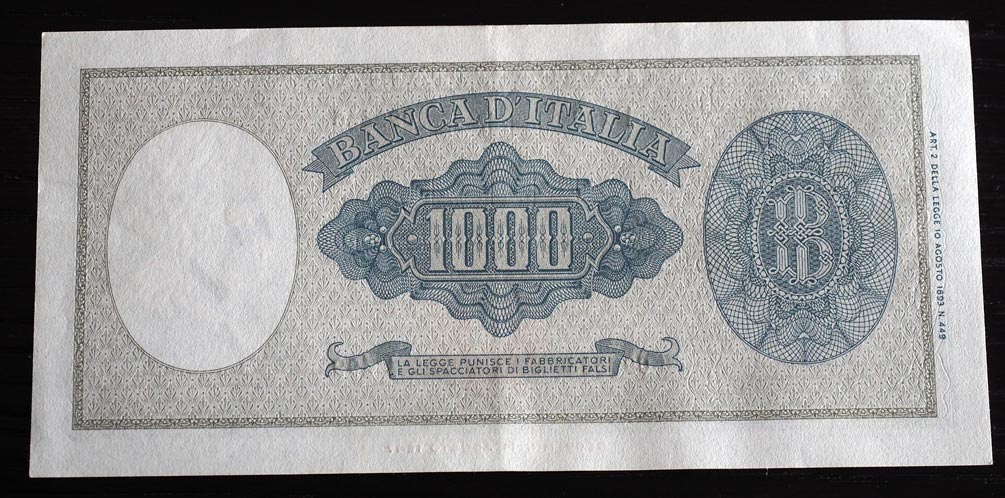 BANCA D'ITALIA
1000
LA LEGGE PUNISCE I FABBRICATORI
E GLI SPACCIATORI DI BIGLIETTI FALSI
ART. 2 DELLA LEGGE 10 AGOSTO 1893 N. 449